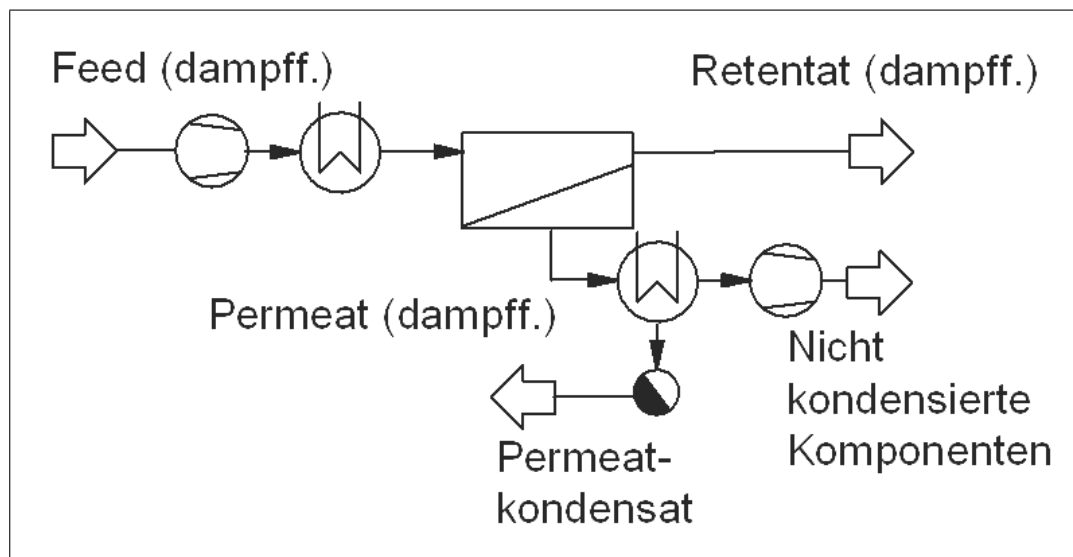 Feed (dampff.)
Retentat (dampff.)
Permeat (dampff.)
Nicht
kondensierte
Komponenten
Permeat-
kondensat